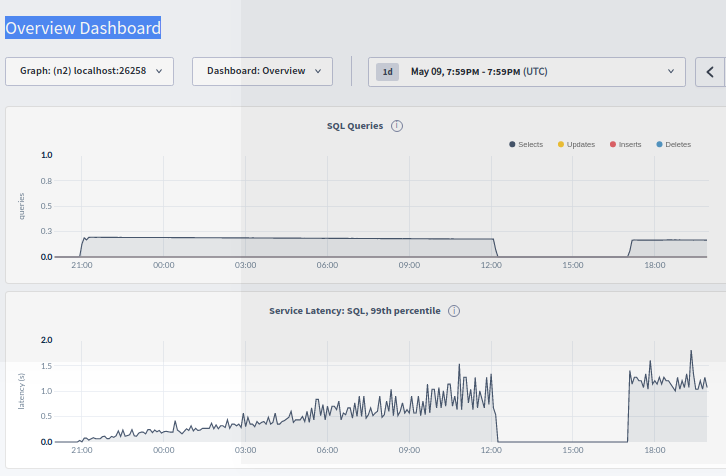 Overview Dashboard
Graph: (n2) localhost:26258
Dashboard: Overview
1d May 09, 7:59PM - 7:59PM (UTC)
SQL Queries
Selects Updates Inserts Deletes
queries
1.0
0.8
0.5
0.3
0.0
21:00 00:00 03:00 06:00 09:00 12:00 15:00 18:00
Service Latency: SQL, 99th percentile
latency (s)
2.0
1.5
1.0
0.5
0.0
21:00 00:00 03:00 06:00 09:00 12:00 15:00 18:00